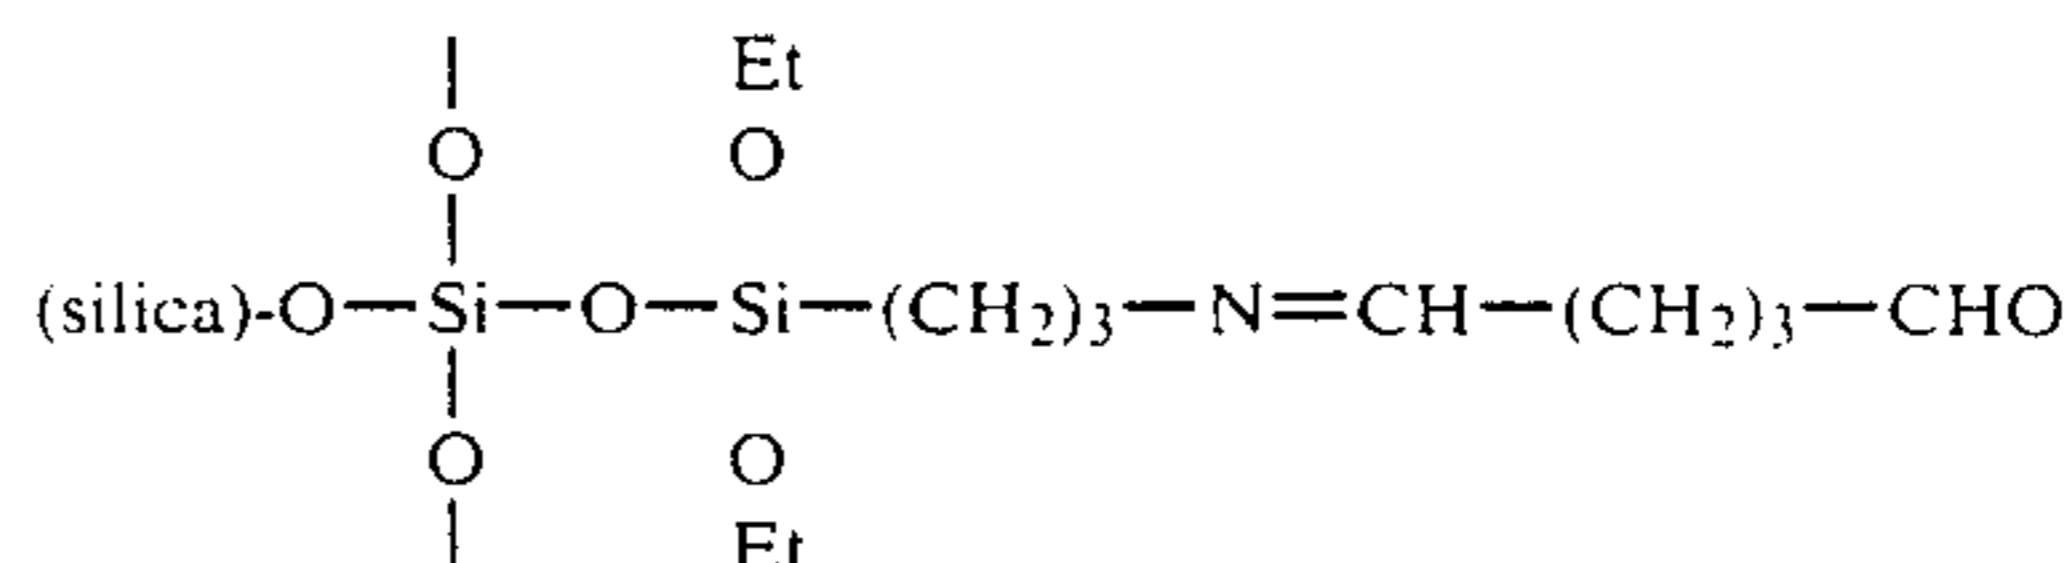 Et
O O
(silica)-O—Si—O—Si—(CH₂)₃—N=CH—(CH₂)₃—CHO
O O
Et